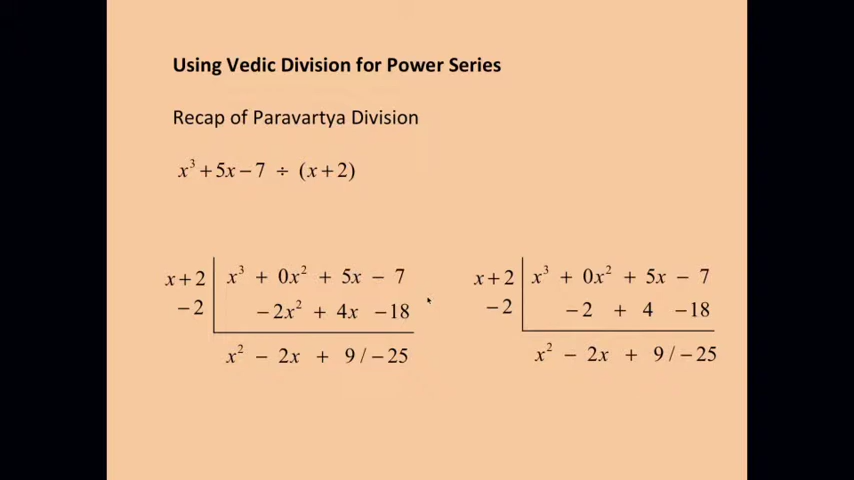 Using Vedic Division for Power Series
Recap of Paravartya Division
x³ + 5x − 7 ÷ (x + 2)
x + 2 | x³ + 0x² + 5x − 7
−2 | − 2x² + 4x − 18
x² − 2x + 9 / − 25
x + 2 | x³ + 0x² + 5x − 7
−2 | − 2 + 4 − 18
x² − 2x + 9 / − 25